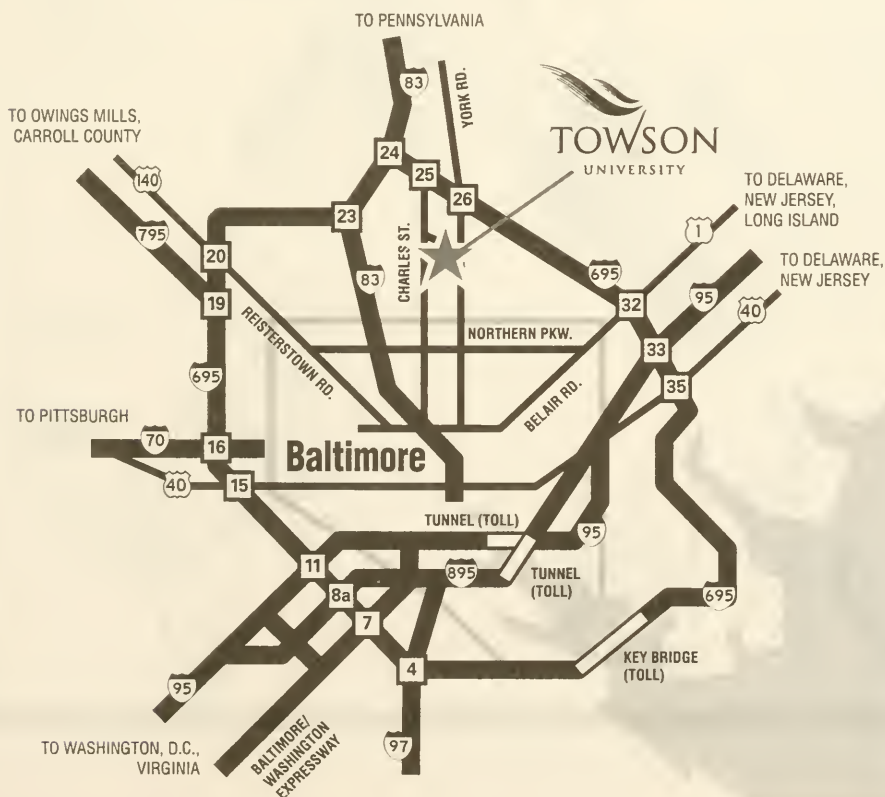 TO PENNSYLVANIA
83
YORK RD.
TOWSON
UNIVERSITY
TO OWINGS MILLS,
CARROLL COUNTY
140
795
24
25
26
23
20
19
CHARLES ST.
83
TO DELAWARE,
NEW JERSEY,
LONG ISLAND
1
TO DELAWARE,
NEW JERSEY
695
95
40
32
33
35
REISTERSTOWN RD.
NORTHERN PKW.
BELAIR RD.
695
TO PITTSBURGH
70
16
40
15
Baltimore
TUNNEL (TOLL)
95
11
8a
895
TUNNEL
(TOLL)
7
695
4
KEY BRIDGE
(TOLL)
95
TO WASHINGTON, D.C.,
VIRGINIA
BALTIMORE/
WASHINGTON
EXPRESSWAY
97